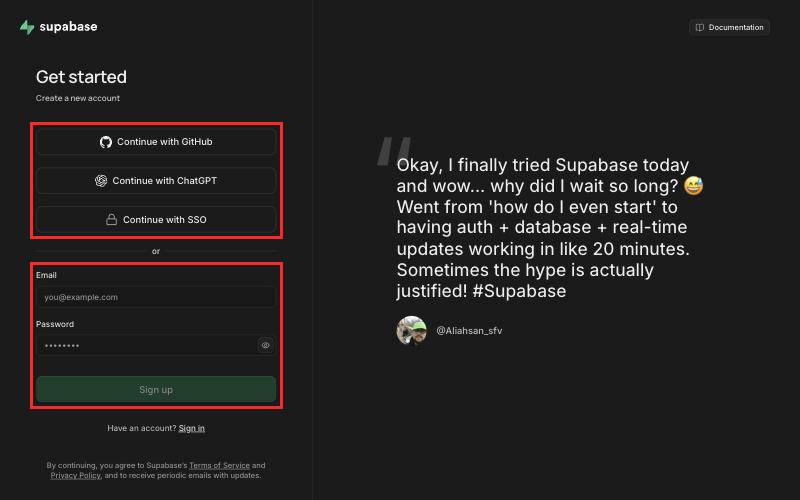 supabase
Documentation
Get started
Create a new account
Continue with GitHub
Continue with ChatGPT
Continue with SSO
or
Email
you@example.com
Password
••••••••
Sign up
Have an account? Sign in
By continuing, you agree to Supabase's Terms of Service and
Privacy Policy, and to receive periodic emails with updates.
"
Okay, I finally tried Supabase today
and wow... why did I wait so long? 😅
Went from 'how do I even start' to
having auth + database + real-time
updates working in like 20 minutes.
Sometimes the hype is actually
justified! #Supabase
@Aliahsan_sfv